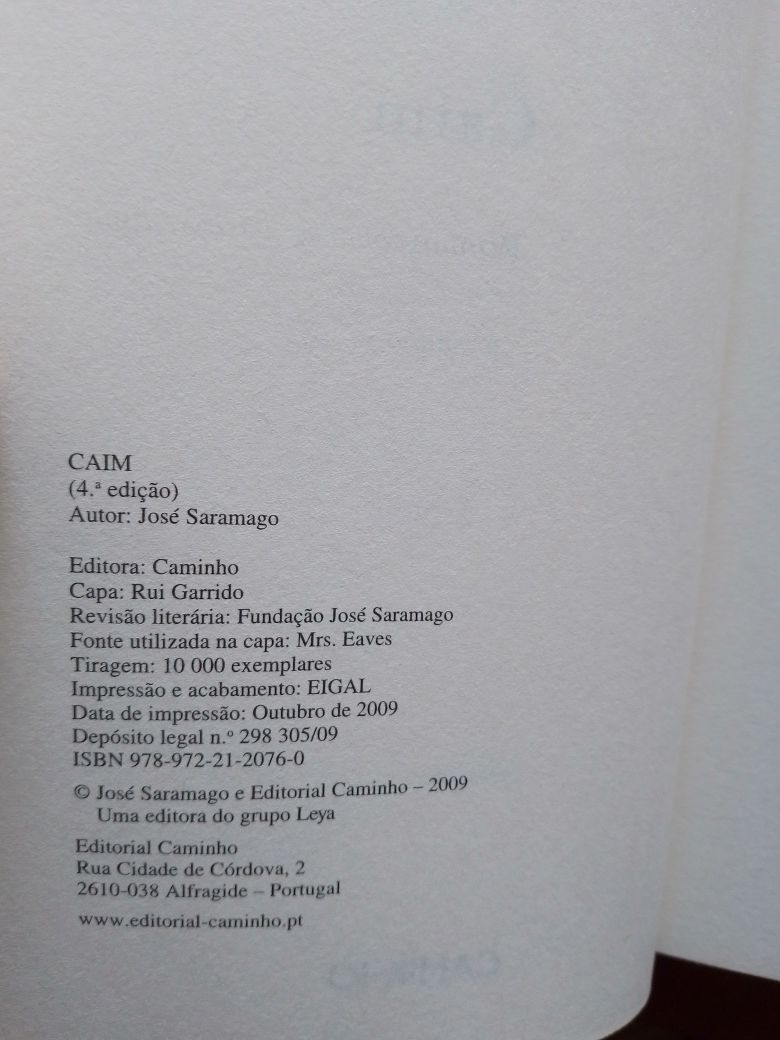 CAIM
(4.ª edição)
Autor: José Saramago
Editora: Caminho
Capa: Rui Garrido
Revisão literária: Fundação José Saramago
Fonte utilizada na capa: Mrs. Eaves
Tiragem: 10 000 exemplares
Impressão e acabamento: EIGAL
Data de impressão: Outubro de 2009
Depósito legal n.º 298 305/09
ISBN 978-972-21-2076-0
© José Saramago e Editorial Caminho – 2009
Uma editora do grupo Leya
Editorial Caminho
Rua Cidade de Córdova, 2
2610-038 Alfragide – Portugal
www.editorial-caminho.pt